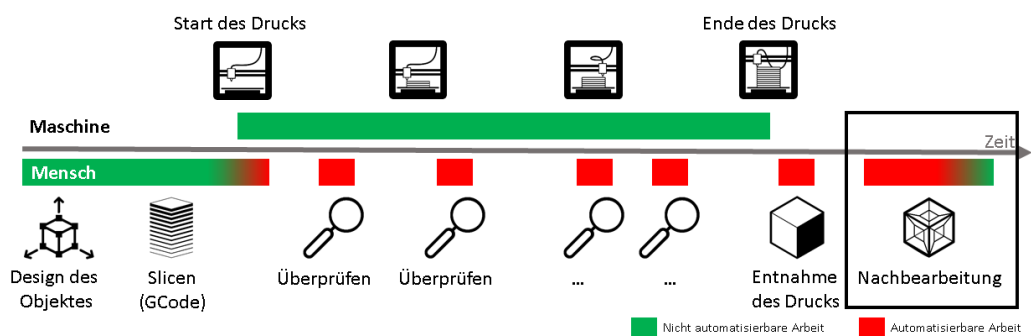 Start des Drucks
Ende des Drucks
Maschine
Zeit
Mensch
Design des
Objektes
Slicen
(GCode)
Überprüfen
Überprüfen
...
...
Entnahme
des Drucks
Nachbearbeitung
Nicht automatisierbare Arbeit
Automatisierbare Arbeit